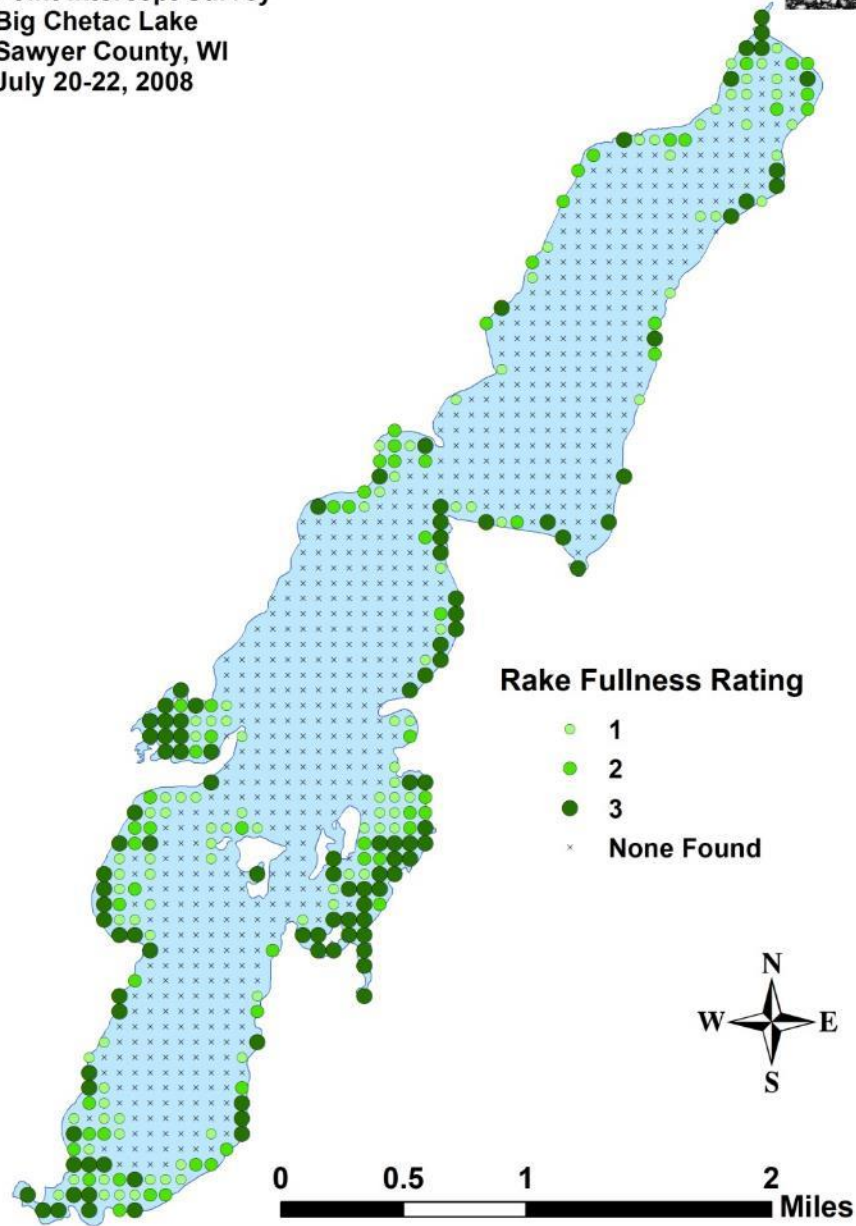 Big Chetac Lake
Sawyer County, WI
July 20-22, 2008
Rake Fullness Rating
1
2
3
None Found
N
W E
S
0 0.5 1 2
Miles